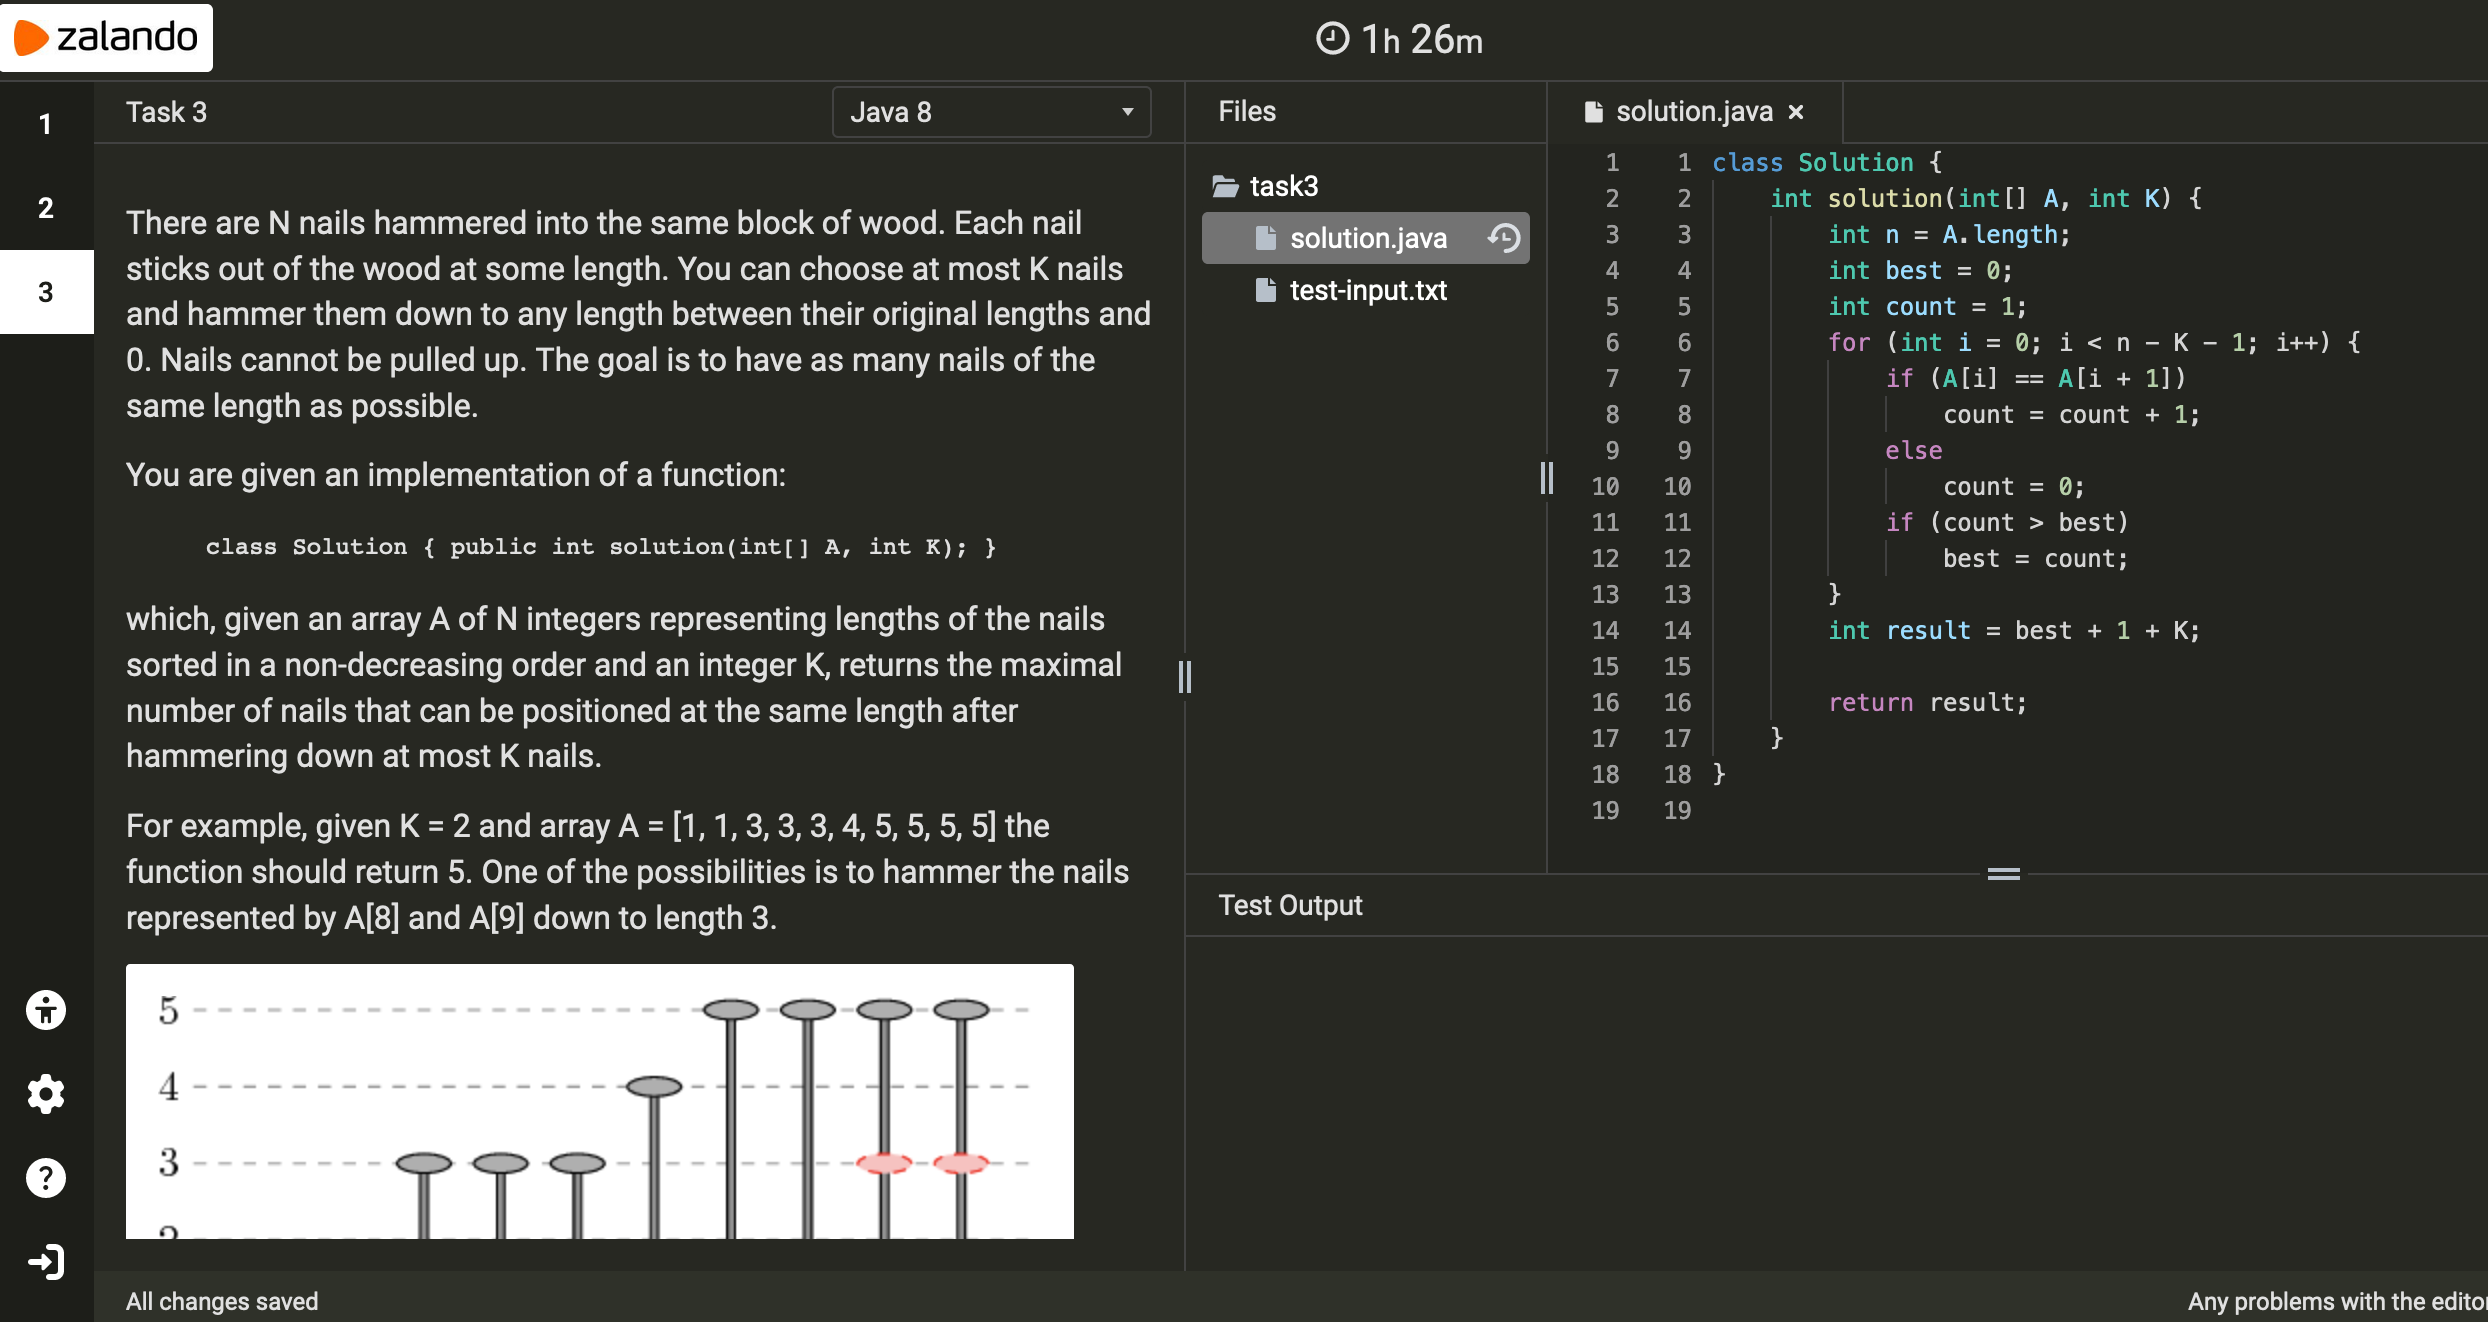 zalando
1h 26m
1
2
3
Task 3
Java 8
There are N nails hammered into the same block of wood. Each nail
sticks out of the wood at some length. You can choose at most K nails
and hammer them down to any length between their original lengths and
0. Nails cannot be pulled up. The goal is to have as many nails of the
same length as possible.
You are given an implementation of a function:
class Solution { public int solution(int[] A, int K); }
which, given an array A of N integers representing lengths of the nails
sorted in a non-decreasing order and an integer K, returns the maximal
number of nails that can be positioned at the same length after
hammering down at most K nails.
For example, given K = 2 and array A = [1, 1, 3, 3, 3, 4, 5, 5, 5, 5] the
function should return 5. One of the possibilities is to hammer the nails
represented by A[8] and A[9] down to length 3.
5
4
3
2
All changes saved
Files
task3
solution.java
test-input.txt
solution.java ×
1 1 class Solution {
2 2 int solution(int[] A, int K) {
3 3 int n = A.length;
4 4 int best = 0;
5 5 int count = 1;
6 6 for (int i = 0; i < n - K - 1; i++) {
7 7 if (A[i] == A[i + 1])
8 8 count = count + 1;
9 9 else
10 10 count = 0;
11 11 if (count > best)
12 12 best = count;
13 13 }
14 14 int result = best + 1 + K;
15 15
16 16 return result;
17 17 }
18 18 }
19 19
Test Output
Any problems with the editor